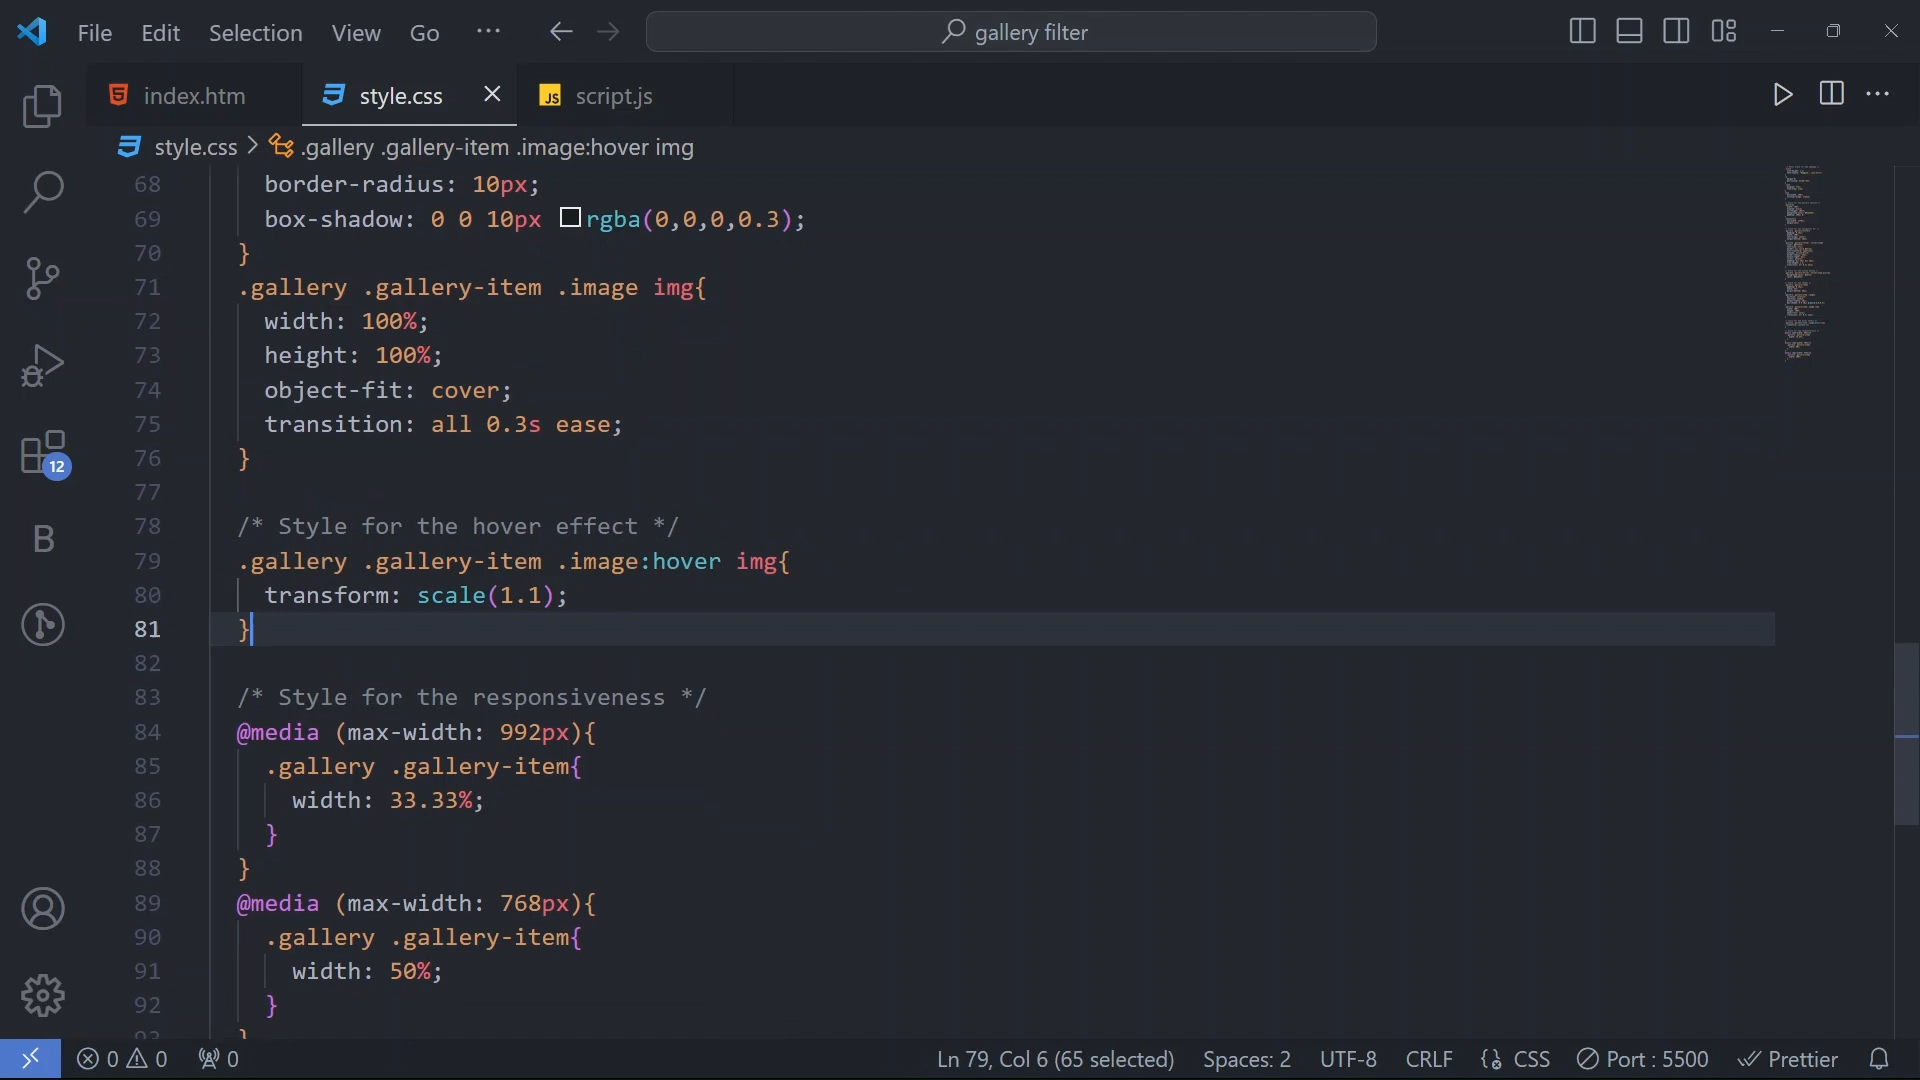 File Edit Selection View Go ··· gallery filter
index.htm style.css script.js
style.css > .gallery .gallery-item .image:hover img
68 border-radius: 10px;
69 box-shadow: 0 0 10px rgba(0,0,0,0.3);
70 }
71 .gallery .gallery-item .image img{
72 width: 100%;
73 height: 100%;
74 object-fit: cover;
75 transition: all 0.3s ease;
76 }
77
78 /* Style for the hover effect */
79 .gallery .gallery-item .image:hover img{
80 transform: scale(1.1);
81 }
82
83 /* Style for the responsiveness */
84 @media (max-width: 992px){
85 .gallery .gallery-item{
86 width: 33.33%;
87 }
88 }
89 @media (max-width: 768px){
90 .gallery .gallery-item{
91 width: 50%;
92 }
93 }
12
B
0 0 0 Ln 79, Col 6 (65 selected) Spaces: 2 UTF-8 CRLF CSS Port : 5500 Prettier